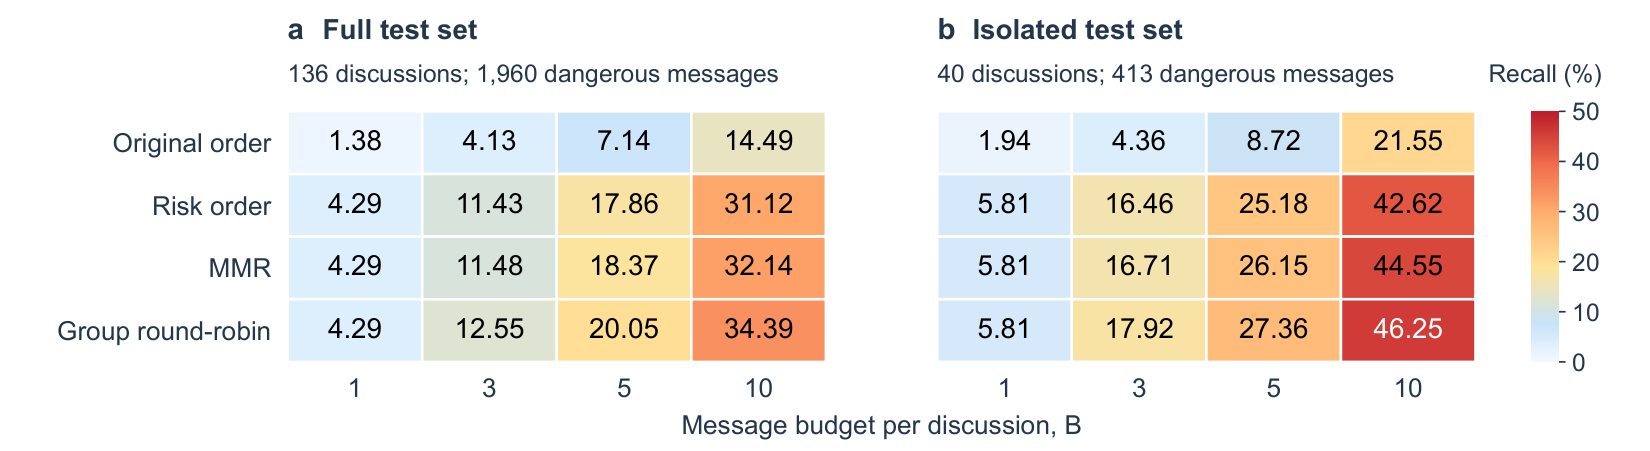 a Full test set
136 discussions; 1,960 dangerous messages
b Isolated test set
40 discussions; 413 dangerous messages
Recall (%)
Original order 1.38 4.13 7.14 14.49 1.94 4.36 8.72 21.55
Risk order 4.29 11.43 17.86 31.12 5.81 16.46 25.18 42.62
MMR 4.29 11.48 18.37 32.14 5.81 16.71 26.15 44.55
Group round-robin 4.29 12.55 20.05 34.39 5.81 17.92 27.36 46.25
1 3 5 10 1 3 5 10
Message budget per discussion, B
50
40
30
20
10
0